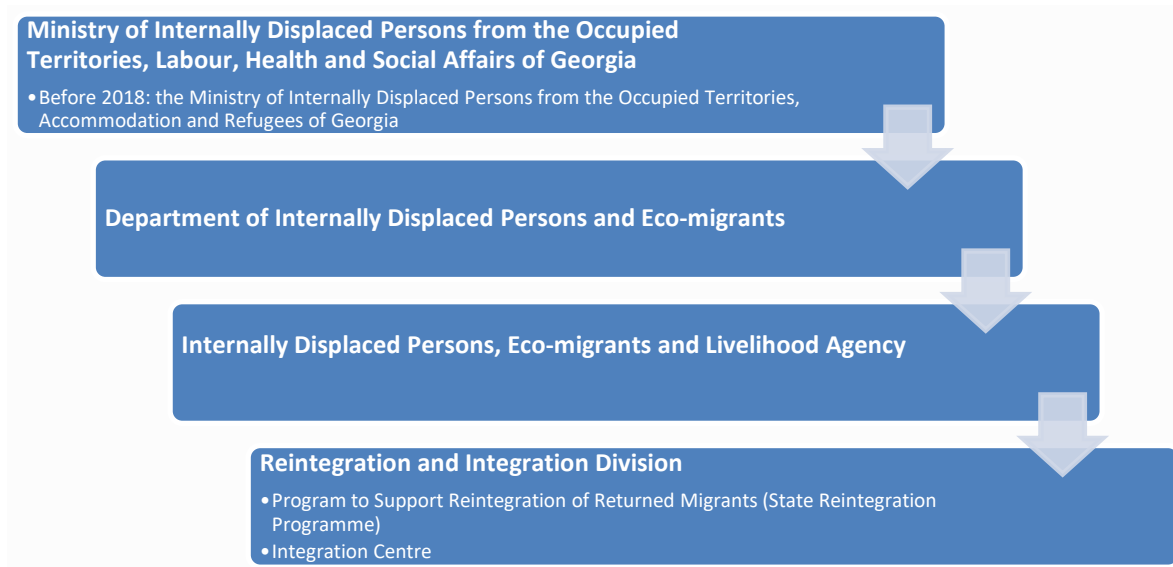 Ministry of Internally Displaced Persons from the Occupied
Territories, Labour, Health and Social Affairs of Georgia
•Before 2018: the Ministry of Internally Displaced Persons from the Occupied Territories,
Accommodation and Refugees of Georgia
Department of Internally Displaced Persons and Eco-migrants
Internally Displaced Persons, Eco-migrants and Livelihood Agency
Reintegration and Integration Division
•Program to Support Reintegration of Returned Migrants (State Reintegration
Programme)
•Integration Centre